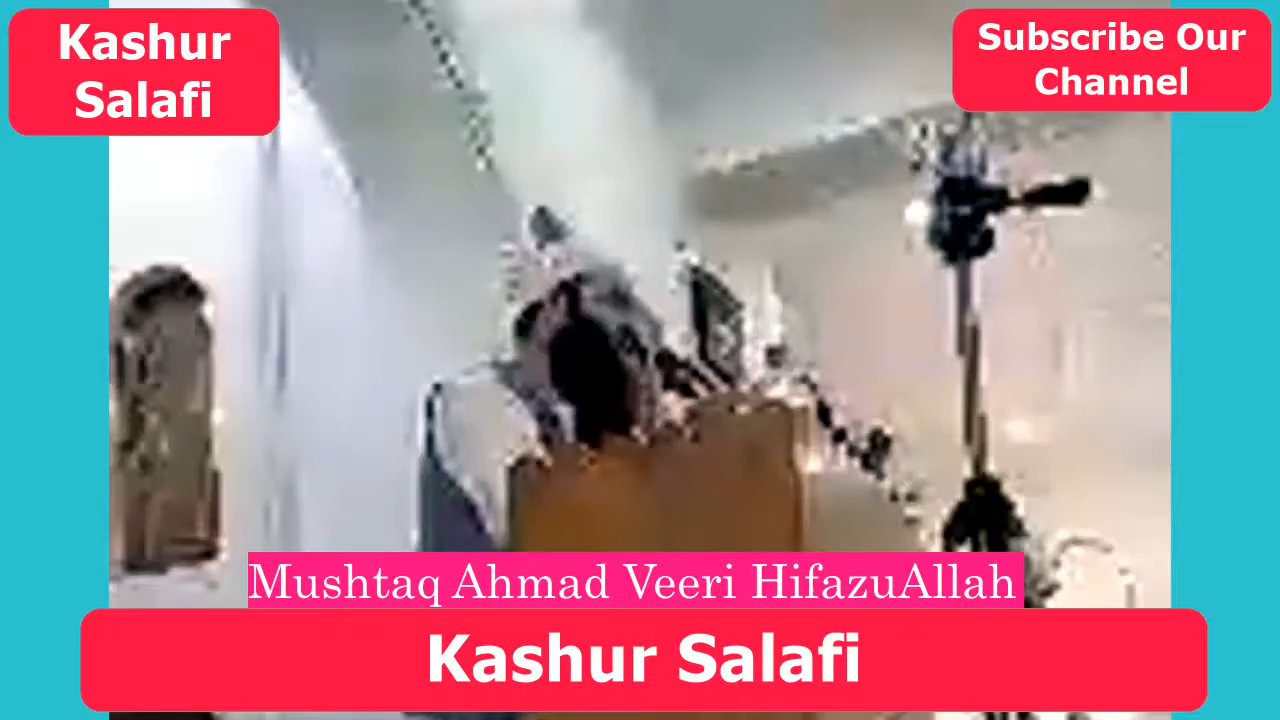 Kashur
Salafi
Subscribe Our
Channel
Mushtaq Ahmad Veeri HifazuAllah
Kashur Salafi